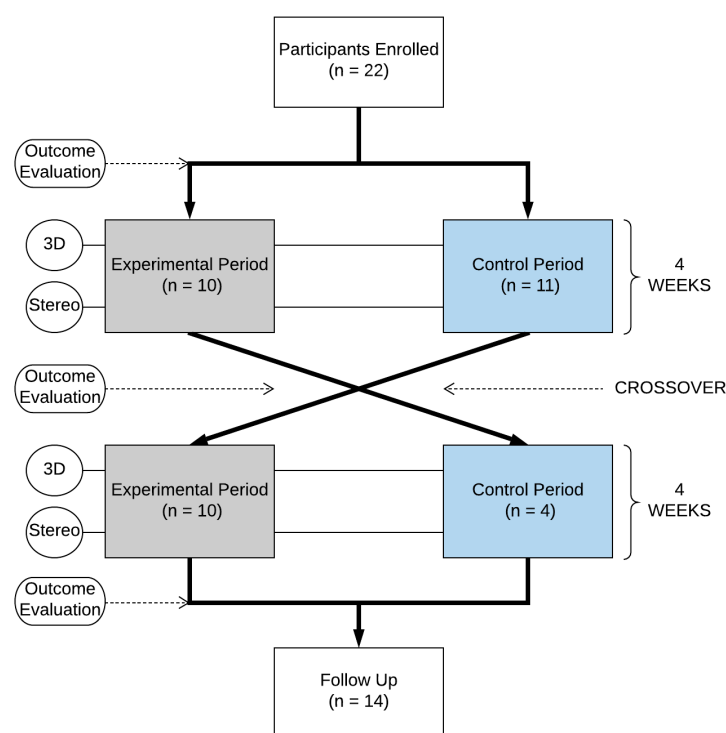 Participants Enrolled
(n = 22)
Outcome
Evaluation
3D
Stereo
Experimental Period
(n = 10)
Control Period
(n = 11)
4
WEEKS
Outcome
Evaluation
CROSSOVER
3D
Stereo
Experimental Period
(n = 10)
Control Period
(n = 4)
4
WEEKS
Outcome
Evaluation
Follow Up
(n = 14)